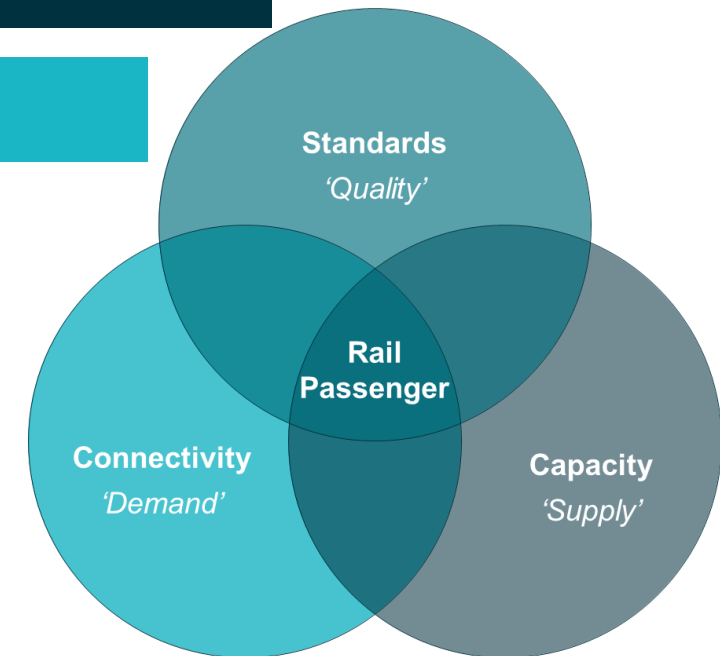 Standards
‘Quality’
Rail
Passenger
Connectivity
‘Demand’
Capacity
‘Supply’